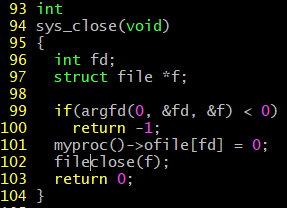 93 int
94 sys_close(void)
95 {
96   int fd;
97   struct file *f;
98
99   if(argfd(0, &fd, &f) < 0)
100     return -1;
101   myproc()->ofile[fd] = 0;
102   fileclose(f);
103   return 0;
104 }